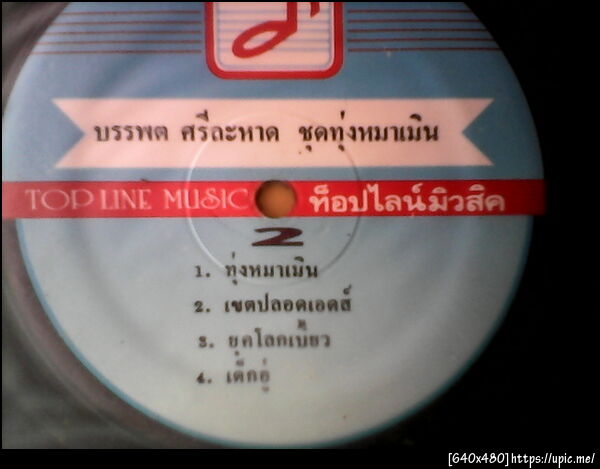 บรรพต ศรีละหาด ชุดทุ่งหมาเมิน
TOP LINE MUSIC ท็อปไลน์มิวสิค
2
1. ทุ่งหมาเมิน
2. เขตปลอดเอดส์
3. ยุคโลกเบี้ยว
4. เด็กอู่
[640x480]https://upic.me/